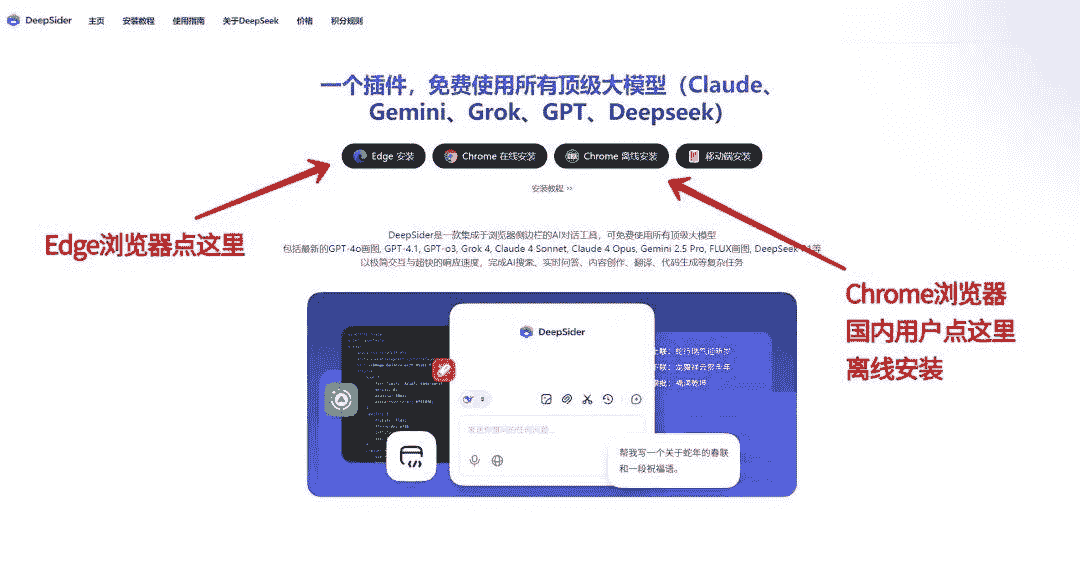 DeepSider 主页 安装教程 使用指南 关于DeepSeek 价格 积分规则
一个插件，免费使用所有顶级大模型（Claude、
Gemini、Grok、GPT、Deepseek）
Edge 安装 Chrome 在线安装 Chrome 离线安装 移动端安装
安装教程 >>
Edge浏览器点这里
DeepSider是一款集成于浏览器侧边栏的AI对话工具，可免费使用所有顶级大模型
包括最新的GPT-4o画图, GPT-4.1, GPT-o3, Grok 4, Claude 4 Sonnet, Claude 4 Opus, Gemini 2.5 Pro, FLUX画图, DeepSeek
以极简交互与超快的响应速度，完成AI搜索、实时问答、内容创作、翻译、代码生成等复杂任务
Chrome浏览器
国内用户点这里
离线安装
DeepSider
帮我写一个关于蛇年的春联
和一段祝福语。